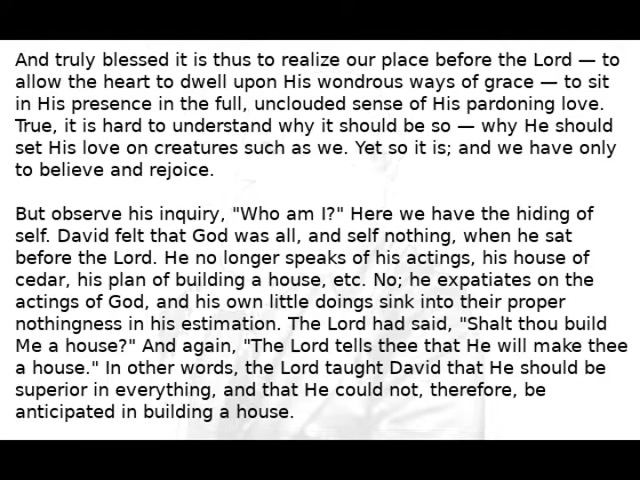 And truly blessed it is thus to realize our place before the Lord — to
allow the heart to dwell upon His wondrous ways of grace — to sit
in His presence in the full, unclouded sense of His pardoning love.
True, it is hard to understand why it should be so — why He should
set His love on creatures such as we. Yet so it is; and we have only
to believe and rejoice.

But observe his inquiry, "Who am I?" Here we have the hiding of
self. David felt that God was all, and self nothing, when he sat
before the Lord. He no longer speaks of his actings, his house of
cedar, his plan of building a house, etc. No; he expatiates on the
actings of God, and his own little doings sink into their proper
nothingness in his estimation. The Lord had said, "Shalt thou build
Me a house?" And again, "The Lord tells thee that He will make thee
a house." In other words, the Lord taught David that He should be
superior in everything, and that He could not, therefore, be
anticipated in building a house.